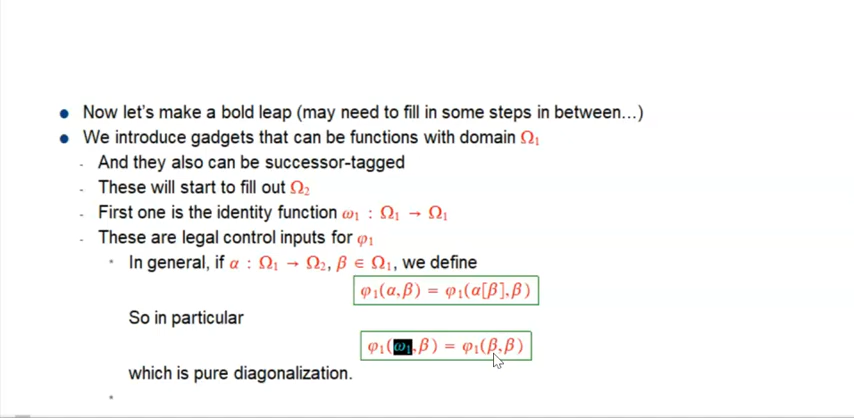 ● Now let's make a bold leap (may need to fill in some steps in between...)
● We introduce gadgets that can be functions with domain Ω₁
- And they also can be successor-tagged
- These will start to fill out Ω₂
- First one is the identity function ω₁ : Ω₁ → Ω₁
- These are legal control inputs for φ₁
* In general, if α : Ω₁ → Ω₂, β ∈ Ω₁, we define
φ₁(α,β) = φ₁(α[β],β)
So in particular
φ₁(ω₁,β) = φ₁(β,β)
which is pure diagonalization.
*